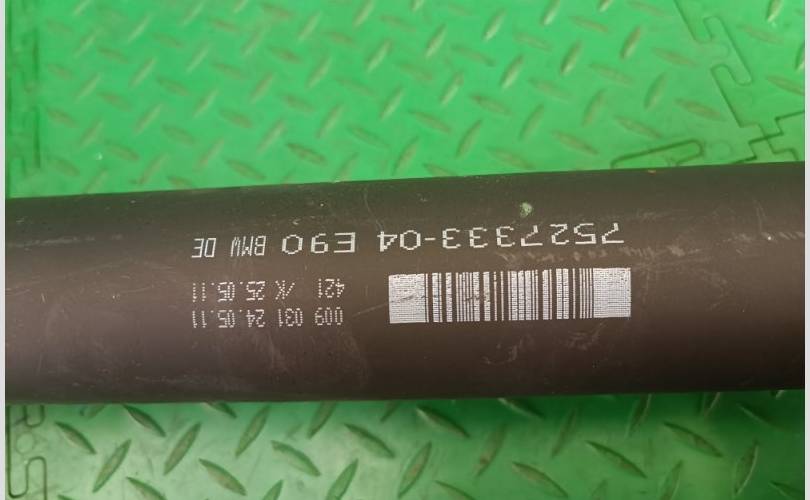 009 031 24.05.11
421 /K 25.05.11
7527333-04 E90 BMW DE